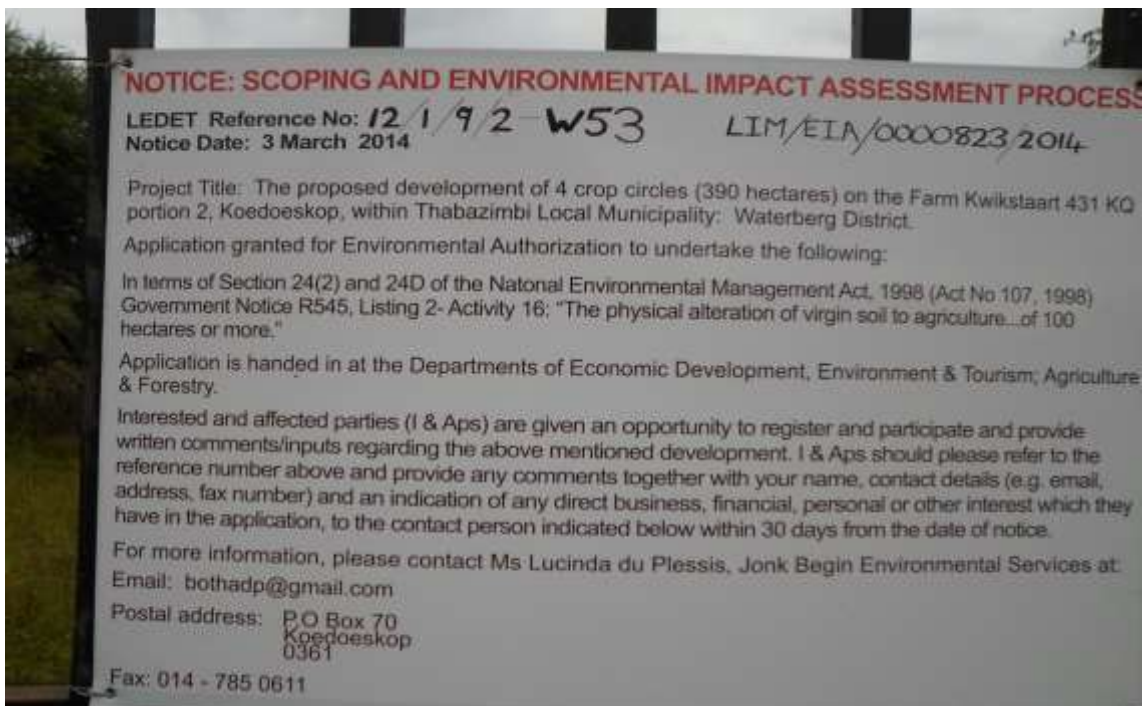 NOTICE: SCOPING AND ENVIRONMENTAL IMPACT ASSESSMENT PROCESS
LEDET Reference No: 12/1/9/2-W53 LIM/EIA/0000823/2014
Notice Date: 3 March 2014
Project Title: The proposed development of 4 crop circles (390 hectares) on the Farm Kwikstaart 431 KQ
portion 2, Koedoeskop, within Thabazimbi Local Municipality: Waterberg District.
Application granted for Environmental Authorization to undertake the following:
In terms of Section 24(2) and 24D of the Natonal Environmental Management Act, 1998 (Act No 107, 1998)
Government Notice R545, Listing 2- Activity 16: "The physical alteration of virgin soil to agriculture...of 100
hectares or more."
Application is handed in at the Departments of Economic Development, Environment & Tourism; Agriculture
& Forestry.
Interested and affected parties (I & Aps) are given an opportunity to register and participate and provide
written comments/inputs regarding the above mentioned development. I & Aps should please refer to the
reference number above and provide any comments together with your name, contact details (e.g. email,
address, fax number) and an indication of any direct business, financial, personal or other interest which they
have in the application, to the contact person indicated below within 30 days from the date of notice.
For more information, please contact Ms Lucinda du Plessis, Jonk Begin Environmental Services at:
Email: bothadp@gmail.com
Postal address: P.O Box 70
Koedoeskop
0361
Fax: 014 - 785 0611